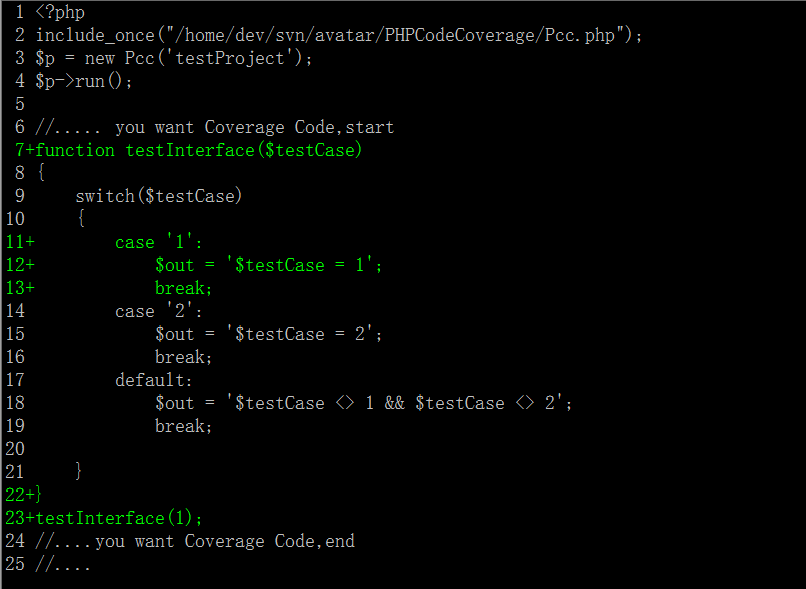 1 <?php
2 include_once("/home/dev/svn/avatar/PHPCodeCoverage/Pcc.php");
3 $p = new Pcc('testProject');
4 $p->run();
5
6 //..... you want Coverage Code,start
7+function testInterface($testCase)
8 {
9     switch($testCase)
10     {
11+        case '1':
12+            $out = '$testCase = 1';
13+            break;
14         case '2':
15             $out = '$testCase = 2';
16             break;
17         default:
18             $out = '$testCase <> 1 && $testCase <> 2';
19             break;
20
21     }
22+}
23+testInterface(1);
24 //....you want Coverage Code,end
25 //....